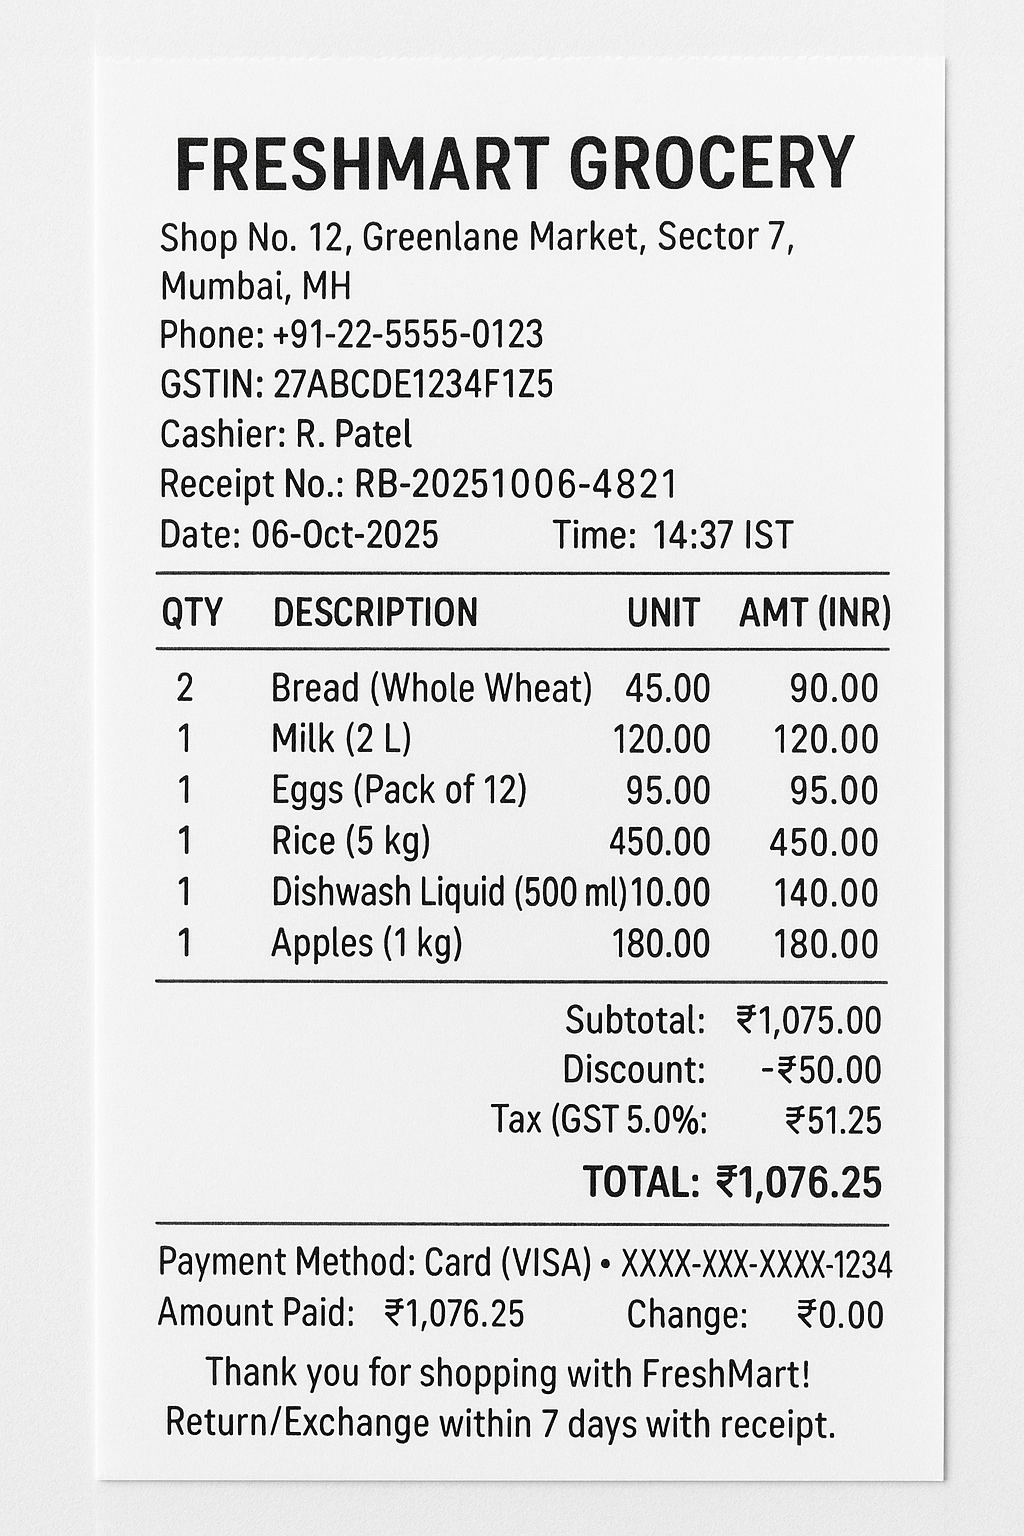 FRESHMART GROCERY
Shop No. 12, Greenlane Market, Sector 7,
Mumbai, MH
Phone: +91-22-5555-0123
GSTIN: 27ABCDE1234F1Z5
Cashier: R. Patel
Receipt No.: RB-20251006-4821
Date: 06-Oct-2025 Time: 14:37 IST
QTY DESCRIPTION UNIT AMT (INR)
2 Bread (Whole Wheat) 45.00 90.00
1 Milk (2 L) 120.00 120.00
1 Eggs (Pack of 12) 95.00 95.00
1 Rice (5 kg) 450.00 450.00
1 Dishwash Liquid (500 ml)10.00 140.00
1 Apples (1 kg) 180.00 180.00
Subtotal: ₹1,075.00
Discount: -₹50.00
Tax (GST 5.0%: ₹51.25
TOTAL: ₹1,076.25
Payment Method: Card (VISA) • XXXX-XXX-XXXX-1234
Amount Paid: ₹1,076.25 Change: ₹0.00
Thank you for shopping with FreshMart!
Return/Exchange within 7 days with receipt.